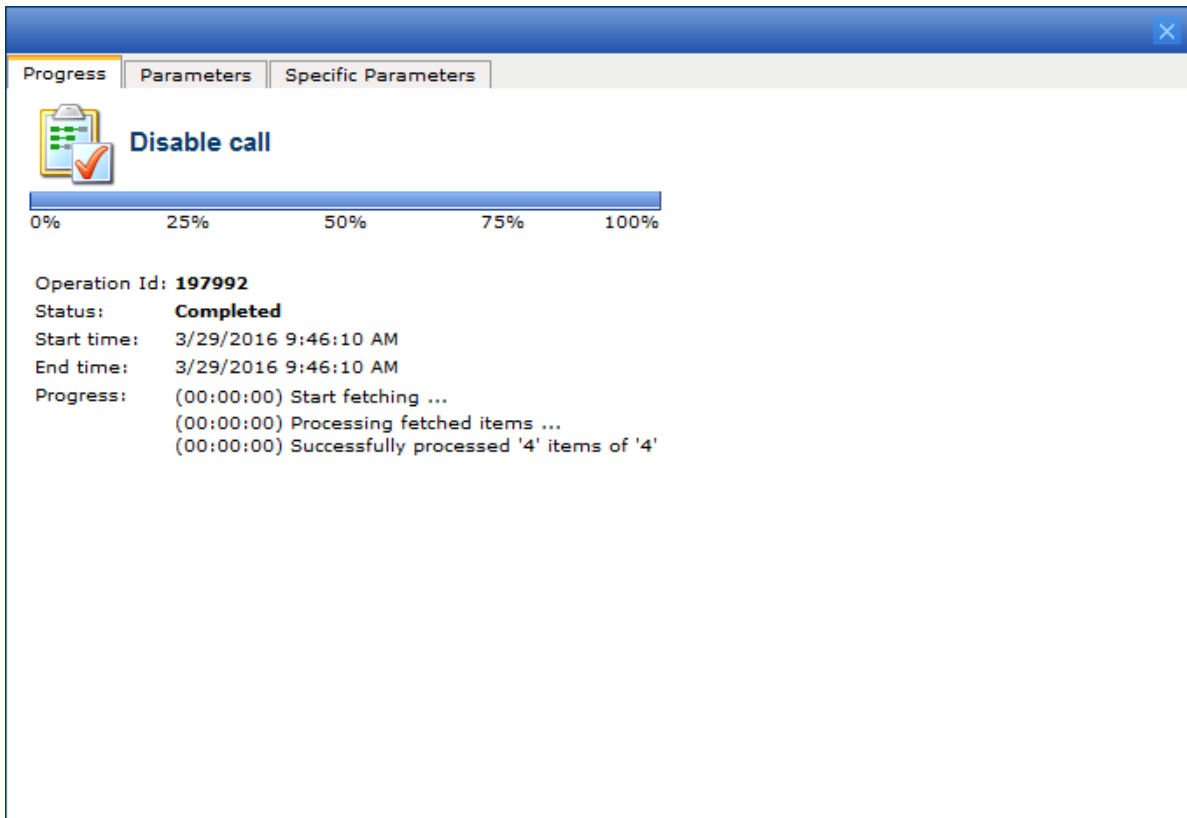 Progress Parameters Specific Parameters
Disable call
0% 25% 50% 75% 100%
Operation Id: 197992
Status: Completed
Start time: 3/29/2016 9:46:10 AM
End time: 3/29/2016 9:46:10 AM
Progress: (00:00:00) Start fetching ...
(00:00:00) Processing fetched items ...
(00:00:00) Successfully processed '4' items of '4'